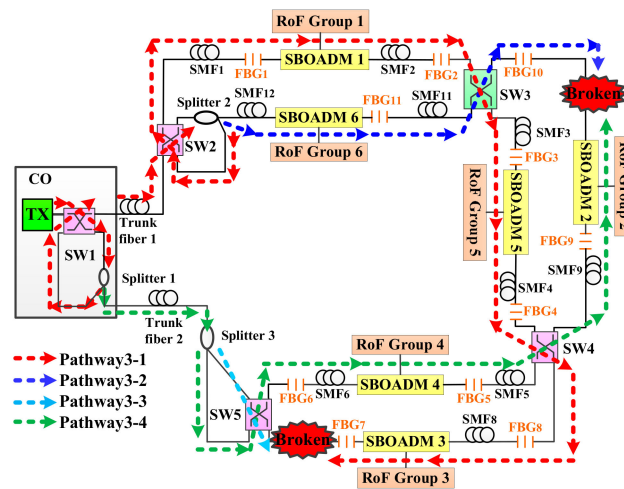 RoF Group 1
SBOADM 1
SMF1
FBG1
SMF2
FBG2
FBG10
SMF12
Splitter 2
FBG11
SMF11
SW3
Broken
SBOADM 6
SW2
RoF Group 6
SMF3
FBG3
CO
TX
SW1
Trunk
fiber 1
RoF Group 5
SBOADM 5
SBOADM 2
FBG9
SMF9
Splitter 1
SMF4
FBG4
Trunk
fiber 2
Splitter 3
RoF Group 4
SW4
Pathway3-1
Pathway3-2
Pathway3-3
Pathway3-4
FBG6
SMF6
SBOADM 4
FBG5
SMF5
SW5
Broken
FBG7
SBOADM 3
SMF8
FBG8
RoF Group 3